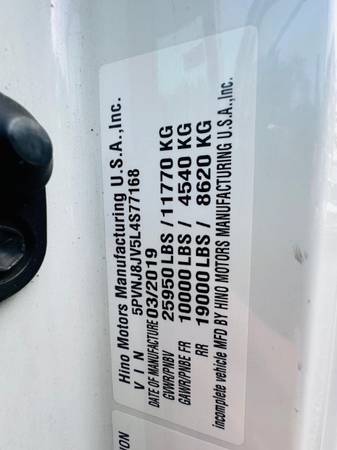 Hino Motors Manufacturing U.S.A.,Inc.
V I N 5PVNJ8JV5L4S77168
DATE OF MANUFACTURE 03/2019
GVWR/PNBV 25950 LBS / 11770 KG
GAWR/PNBE FR 10000 LBS / 4540 KG
RR 19000 LBS / 8620 KG
incomplete vehicle MFD BY HINO MOTORS MANUFACTURING U.S.A.,Inc.
ION